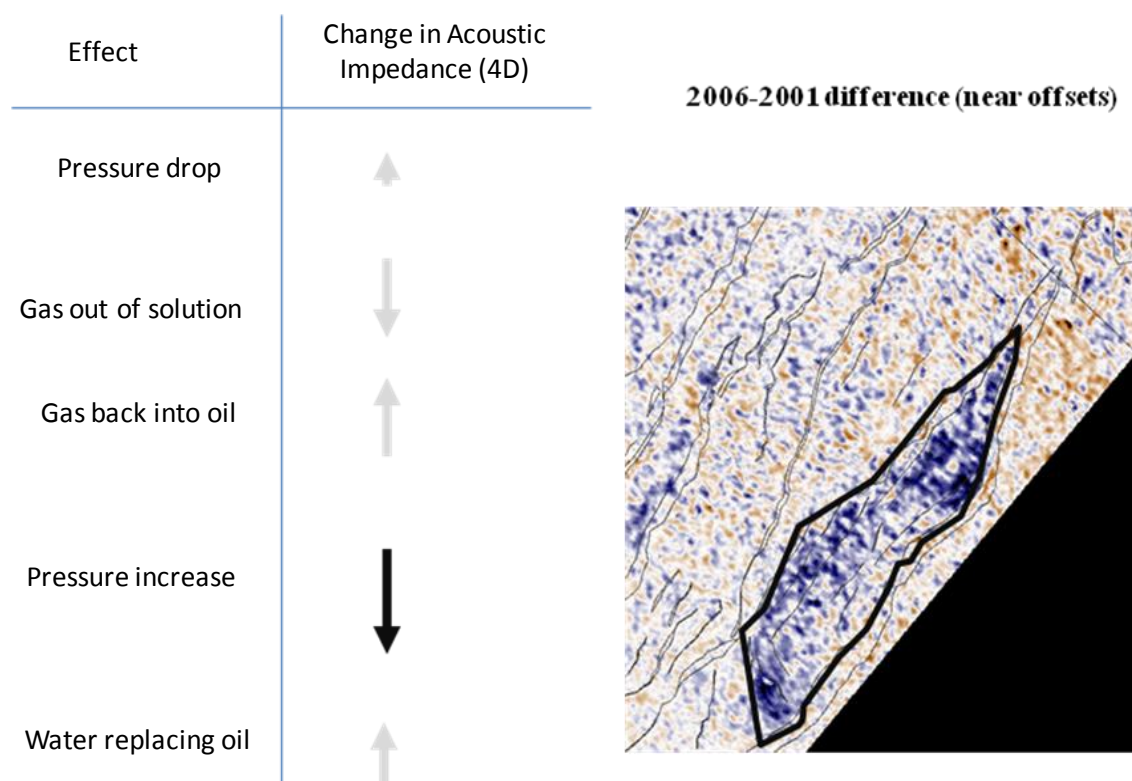 Effect
Change in Acoustic
Impedance (4D)
Pressure drop
Gas out of solution
Gas back into oil
Pressure increase
Water replacing oil
2006-2001 difference (near offsets)